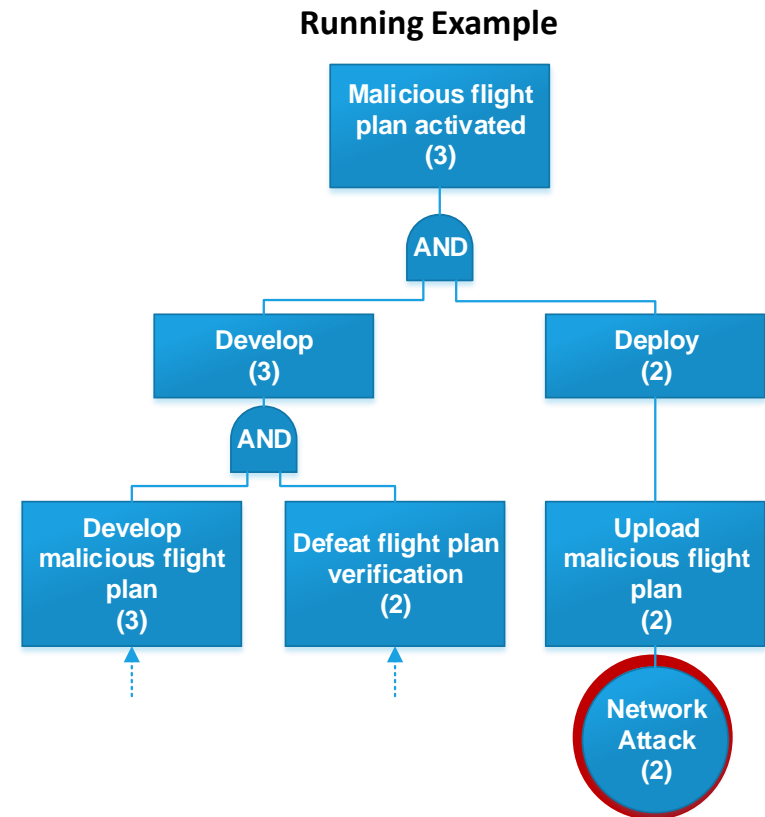 Running Example
Malicious flight
plan activated
(3)
AND
Develop
(3)
Deploy
(2)
AND
Develop
malicious flight
plan
(3)
Defeat flight plan
verification
(2)
Upload
malicious flight
plan
(2)
Network
Attack
(2)